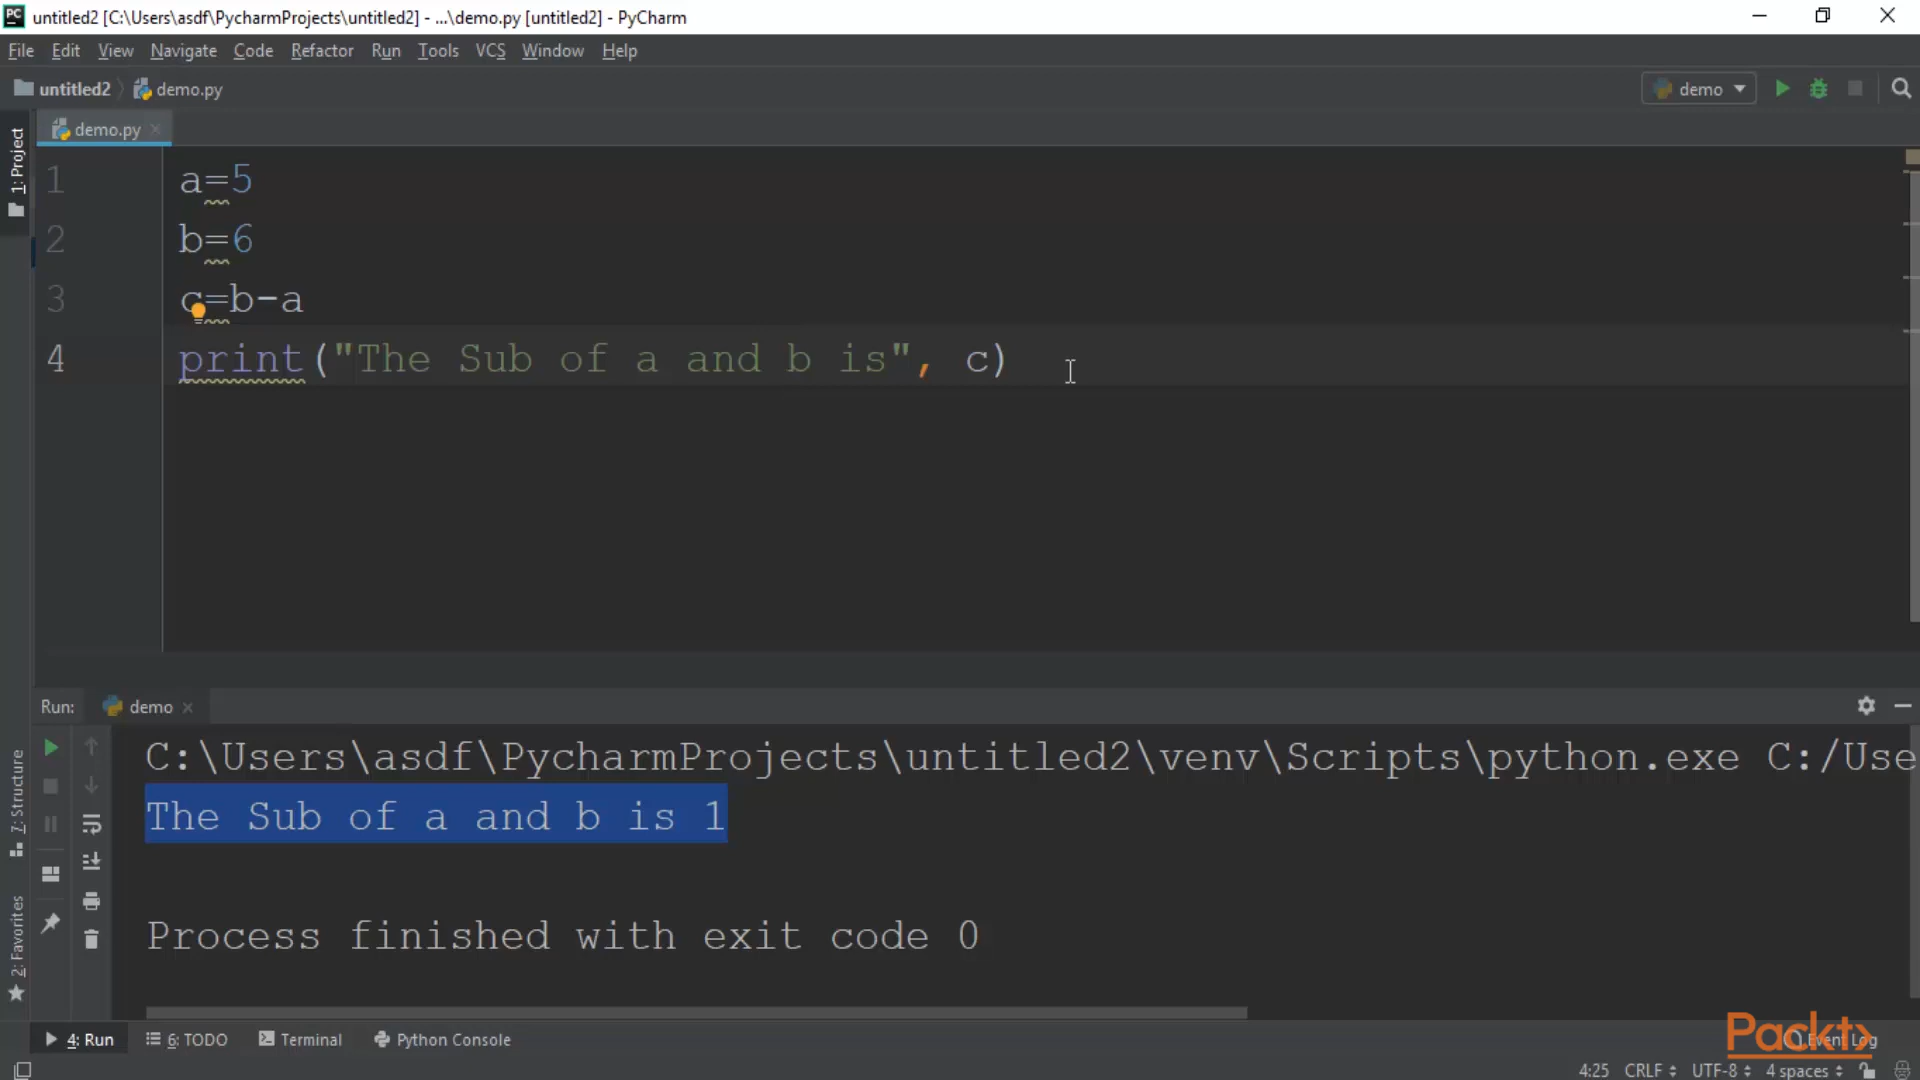 PC untitled2 [C:\Users\asdf\PycharmProjects\untitled2] - ...\demo.py [untitled2] - PyCharm
File Edit View Navigate Code Refactor Run Tools VCS Window Help
untitled2 demo.py demo
demo.py
1: Project
1 a=5
2 b=6
3 c=b-a
4 print("The Sub of a and b is", c)
Run: demo
7: Structure
2: Favorites
C:\Users\asdf\PycharmProjects\untitled2\venv\Scripts\python.exe C:/Use
The Sub of a and b is 1
Process finished with exit code 0
4: Run 6: TODO Terminal Python Console Event Log
Packt
4:25 CRLF UTF-8 4 spaces